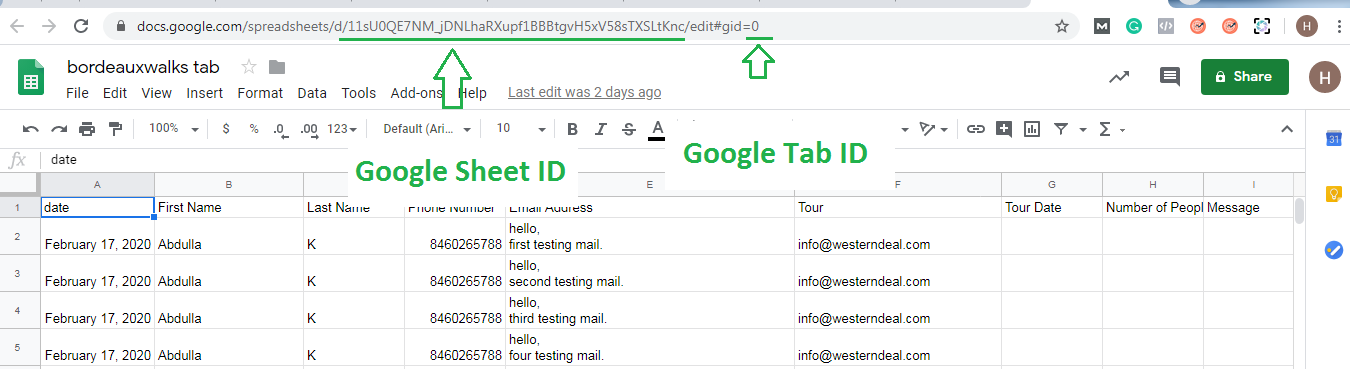 docs.google.com/spreadsheets/d/11sU0QE7NM_jDNLhaRXupf1BBBtgvH5xV58sTXSLtKnc/edit#gid=0
bordeauxwalks tab
File Edit View Insert Format Data Tools Add-ons Help Last edit was 2 days ago
Share
H
100% $ % .0 .00 123 Default (Ari... 10 B I S A
Google Sheet ID
Google Tab ID
fx date
A B E F G H I
1 date First Name Last Name Phone Number Email Address Tour Tour Date Number of Peopl Message
hello,
2 February 17, 2020 Abdulla K 8460265788 first testing mail. info@westerndeal.com
hello,
3 February 17, 2020 Abdulla K 8460265788 second testing mail. info@westerndeal.com
hello,
4 February 17, 2020 Abdulla K 8460265788 third testing mail. info@westerndeal.com
hello,
5 February 17, 2020 Abdulla K 8460265788 four testing mail. info@westerndeal.com
31